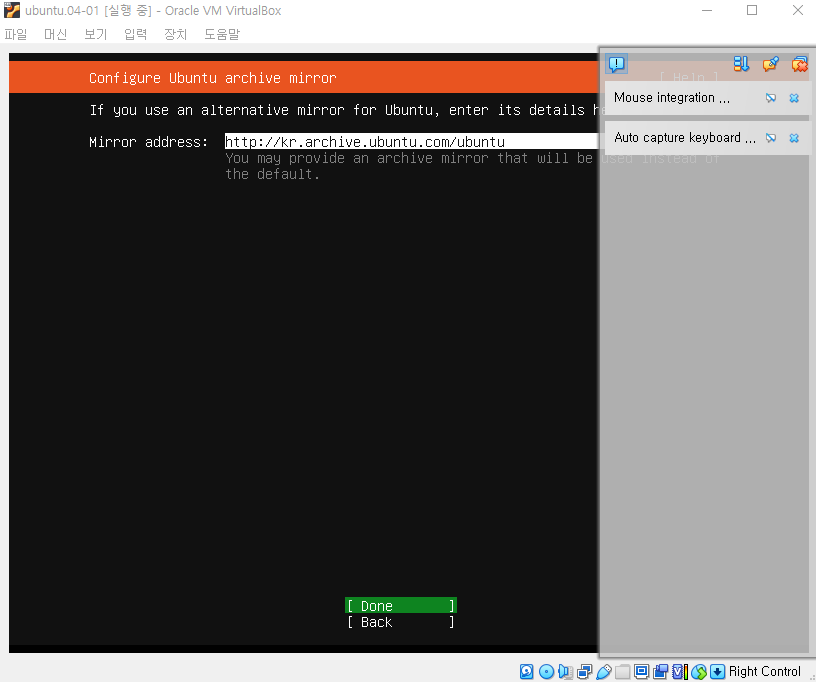 ubuntu.04-01 [실행 중] - Oracle VM VirtualBox
파일 머신 보기 입력 장치 도움말
Configure Ubuntu archive mirror [ Help ]
If you use an alternative mirror for Ubuntu, enter its details he
Mirror address: http://kr.archive.ubuntu.com/ubuntu
You may provide an archive mirror that will be used instead of
the default.
Mouse integration ...
Auto capture keyboard ...
[ Done ]
[ Back ]
Right Control